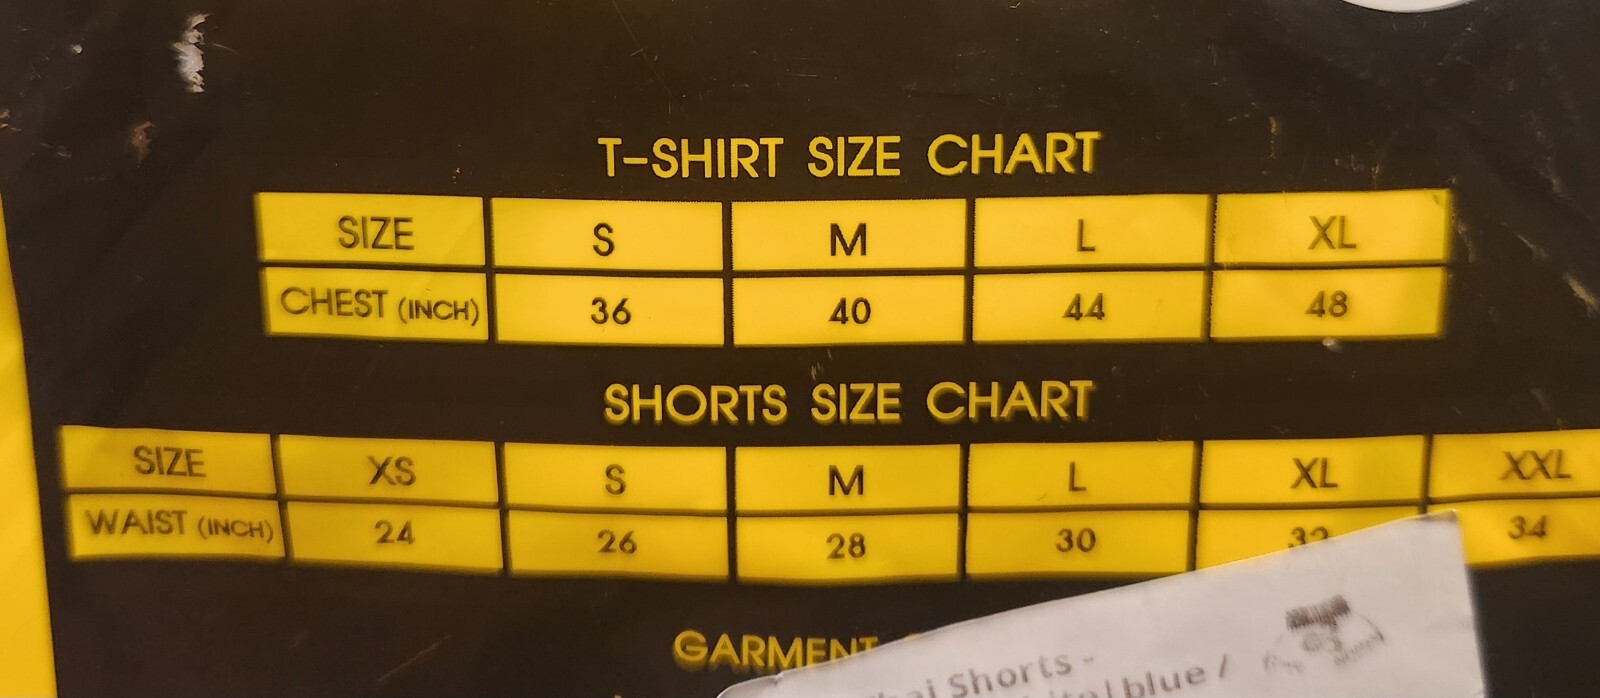 T-SHIRT SIZE CHART
SIZE S M L XL
CHEST (INCH) 36 40 44 48
SHORTS SIZE CHART
SIZE XS S M L XL XXL
WAIST (INCH) 24 26 28 30 32 34
GARMENT
Shorts -
blue /